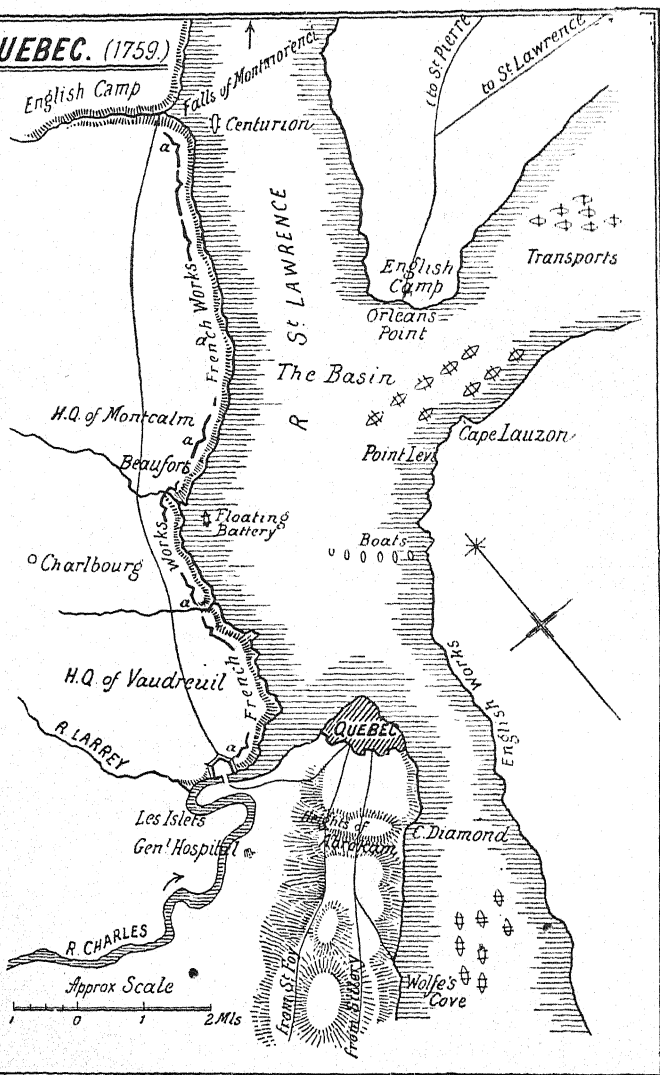 UEBEC. (1759.)
English Camp
Falls of Montmorenci
to St Pierre
to St Lawrence
Centurion
a
St LAWRENCE
R
Transports
English
Camp
Orleans
Point
French Works
a
The Basin
H.Q. of Montcalm
a
Beaufort
Point Levi
Cape Lauzon
Floating
Battery
Boats
Works
Charlbourg
a
H.Q. of Vaudreuil
French
English Works
R. LARREY
a
QUEBEC
Les Islets
Genl Hospital
Heights of
Abraham
C. Diamond
R. CHARLES
from St Foy
from Sillery
Wolfe's
Cove
Approx Scale
1 0 1 2 Mls